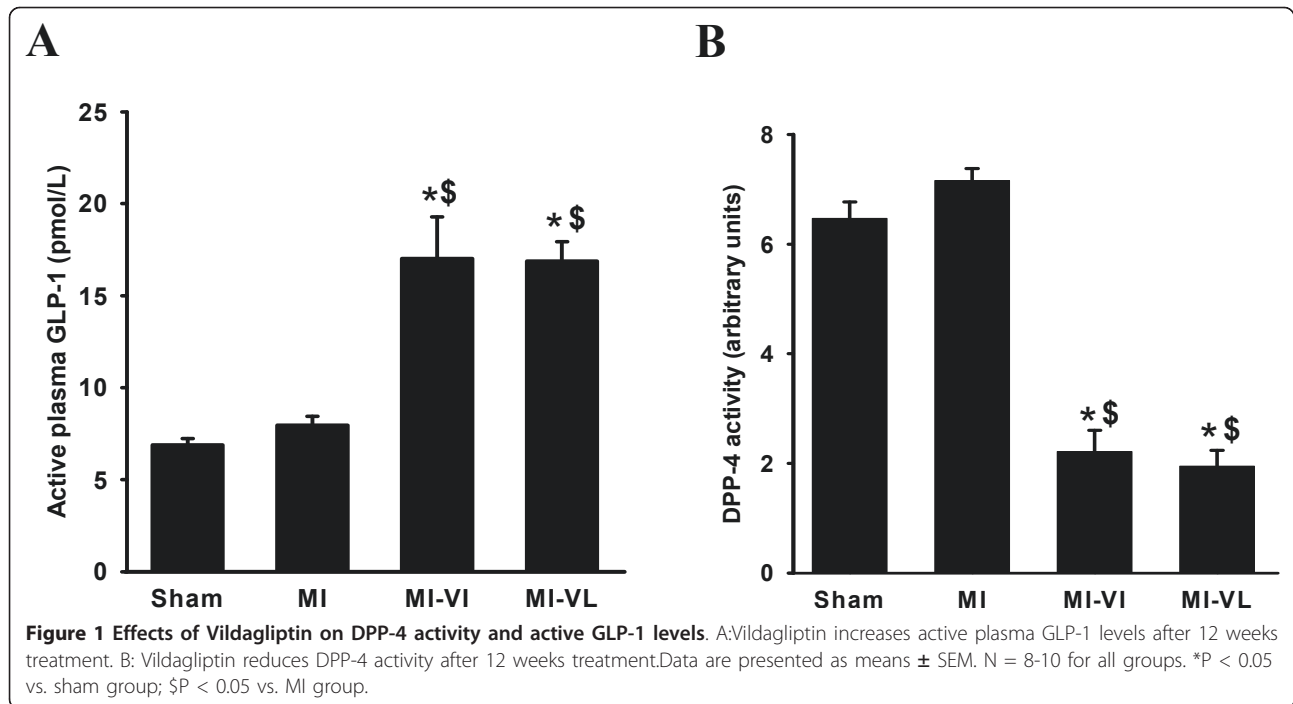 A
B
Active plasma GLP-1 (pmol/L)
25
20
15
10
5
0
*$
* $
Sham MI MI-VI MI-VL
DPP-4 activity (arbitrary units)
8
6
4
2
0
* $
* $
Sham MI MI-VI MI-VL
Figure 1 Effects of Vildagliptin on DPP-4 activity and active GLP-1 levels. A:Vildagliptin increases active plasma GLP-1 levels after 12 weeks
treatment. B: Vildagliptin reduces DPP-4 activity after 12 weeks treatment.Data are presented as means ± SEM. N = 8-10 for all groups. *P < 0.05
vs. sham group; $P < 0.05 vs. MI group.